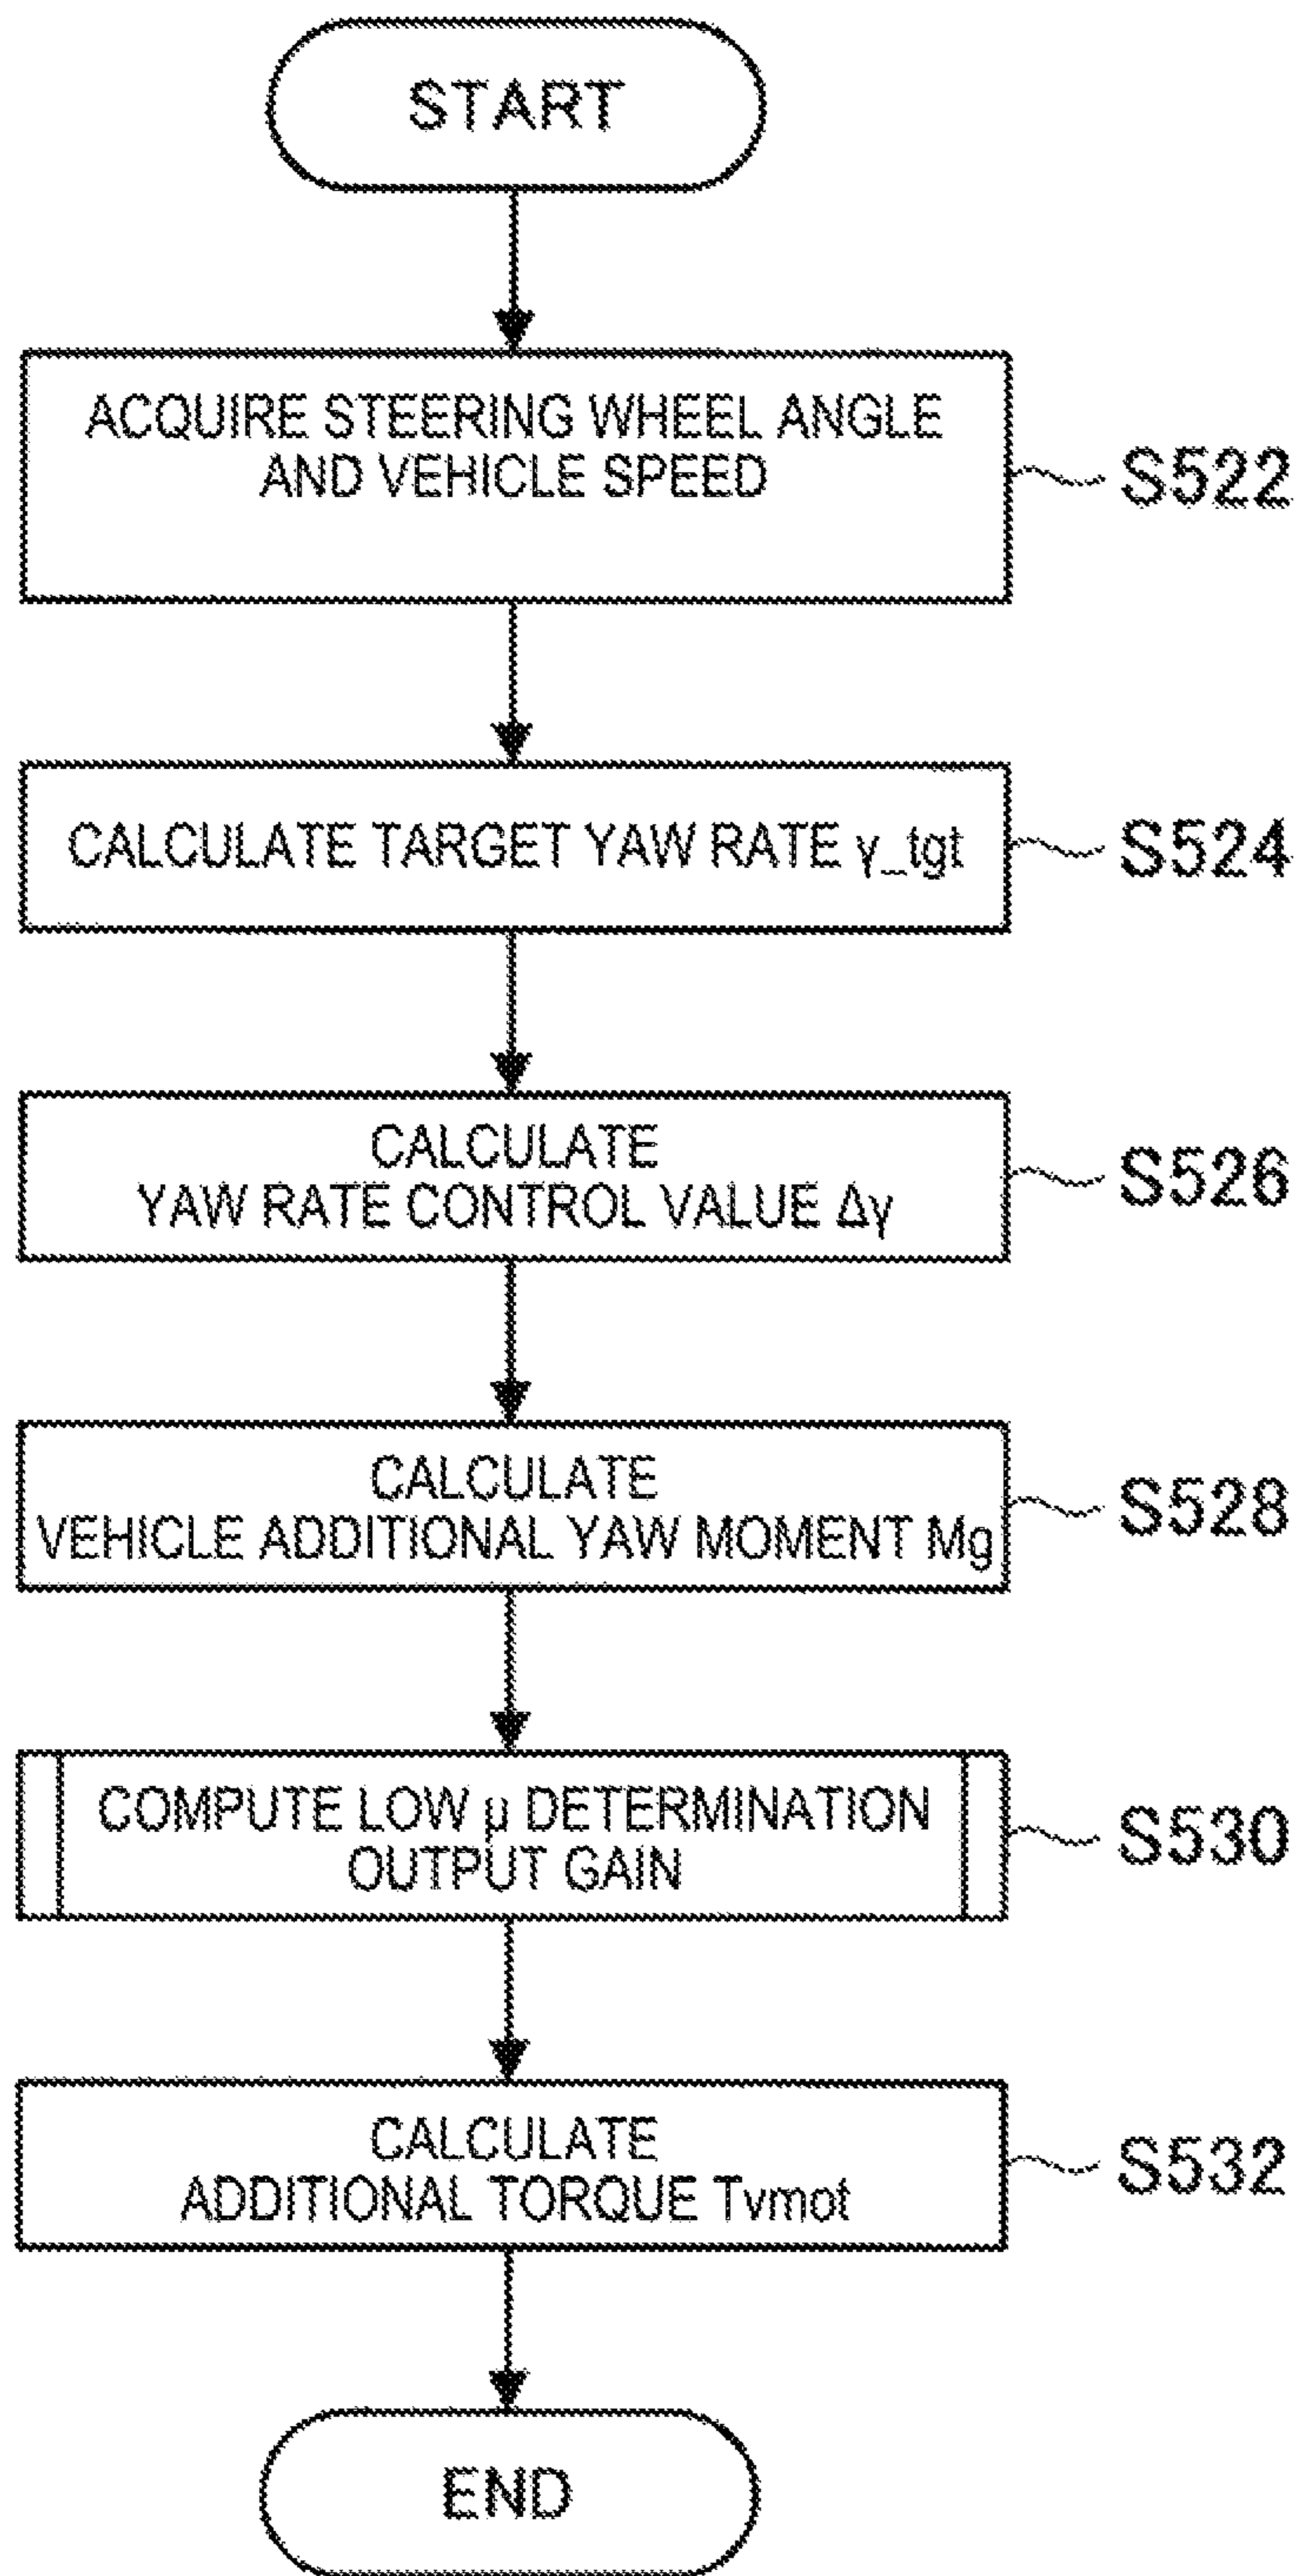 START
ACQUIRE STEERING WHEEL ANGLE
AND VEHICLE SPEED
S522
CALCULATE TARGET YAW RATE γ_tgt
S524
CALCULATE
YAW RATE CONTROL VALUE Δγ
S526
CALCULATE
VEHICLE ADDITIONAL YAW MOMENT Mg
S528
COMPUTE LOW μ DETERMINATION
OUTPUT GAIN
S530
CALCULATE
ADDITIONAL TORQUE Tvmot
S532
END